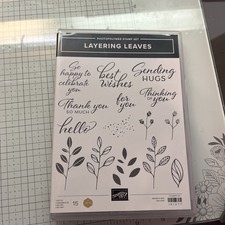 PHOTOPOLYMER STAMP SET
LAYERING LEAVES
So
happy to
celebrate
you
best
wishes
Sending
HUGS
Thinking
of you
Thank you
SO MUCH
for
you
hello
15